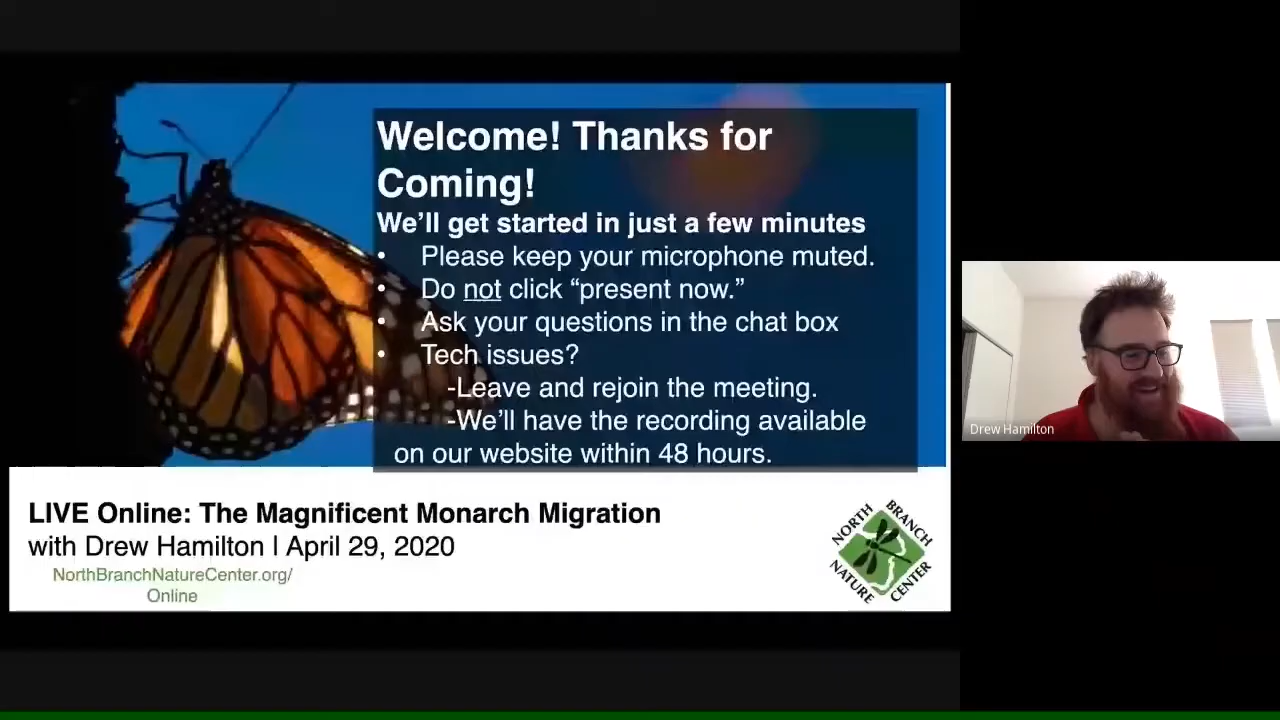 Welcome! Thanks for
Coming!
We’ll get started in just a few minutes
• Please keep your microphone muted.
• Do not click “present now.”
• Ask your questions in the chat box
• Tech issues?
-Leave and rejoin the meeting.
-We’ll have the recording available
on our website within 48 hours.
LIVE Online: The Magnificent Monarch Migration
with Drew Hamilton | April 29, 2020
NorthBranchNatureCenter.org/
Online
NORTH BRANCH
NATURE CENTER
Drew Hamilton